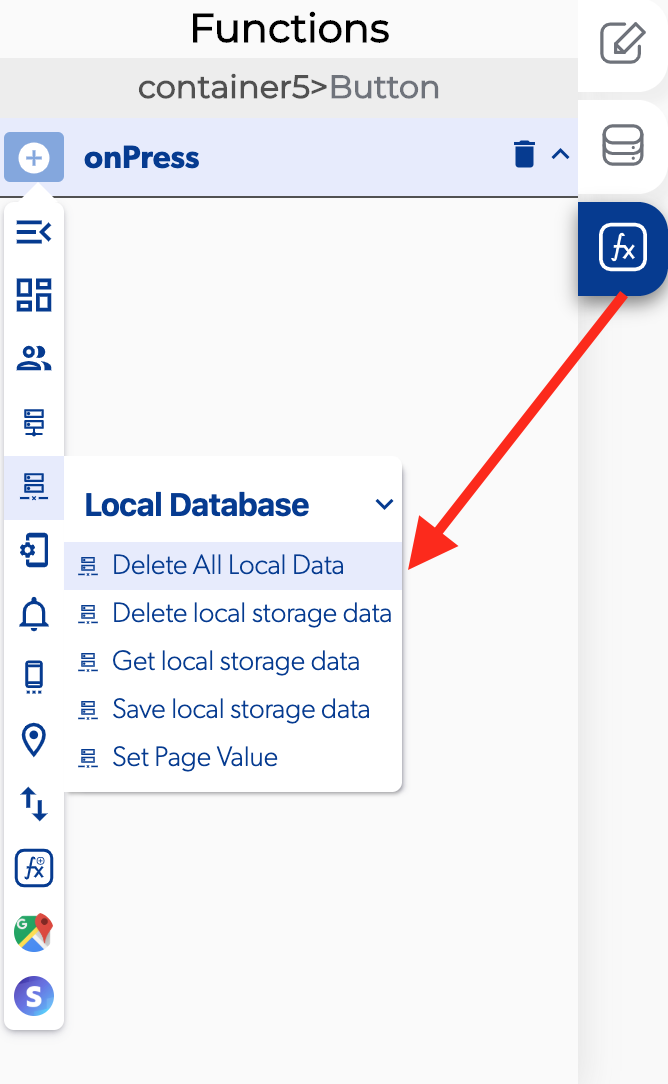 Functions
container5>Button
onPress
fx
Local Database
Delete All Local Data
Delete local storage data
Get local storage data
Save local storage data
Set Page Value
fx
G
S